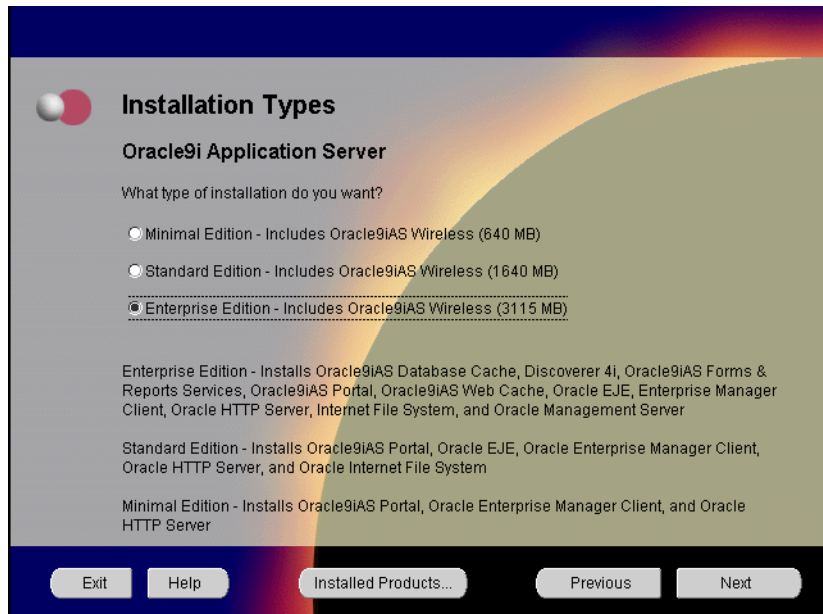 Installation Types
Oracle9i Application Server
What type of installation do you want?
Minimal Edition - Includes Oracle9iAS Wireless (640 MB)
Standard Edition - Includes Oracle9iAS Wireless (1640 MB)
Enterprise Edition - Includes Oracle9iAS Wireless (3115 MB)
Enterprise Edition - Installs Oracle9iAS Database Cache, Discoverer 4i, Oracle9iAS Forms &
Reports Services, Oracle9iAS Portal, Oracle9iAS Web Cache, Oracle EJE, Enterprise Manager
Client, Oracle HTTP Server, Internet File System, and Oracle Management Server
Standard Edition - Installs Oracle9iAS Portal, Oracle EJE, Oracle Enterprise Manager Client,
Oracle HTTP Server, and Oracle Internet File System
Minimal Edition - Installs Oracle9iAS Portal, Oracle Enterprise Manager Client, and Oracle
HTTP Server
Exit Help Installed Products... Previous Next